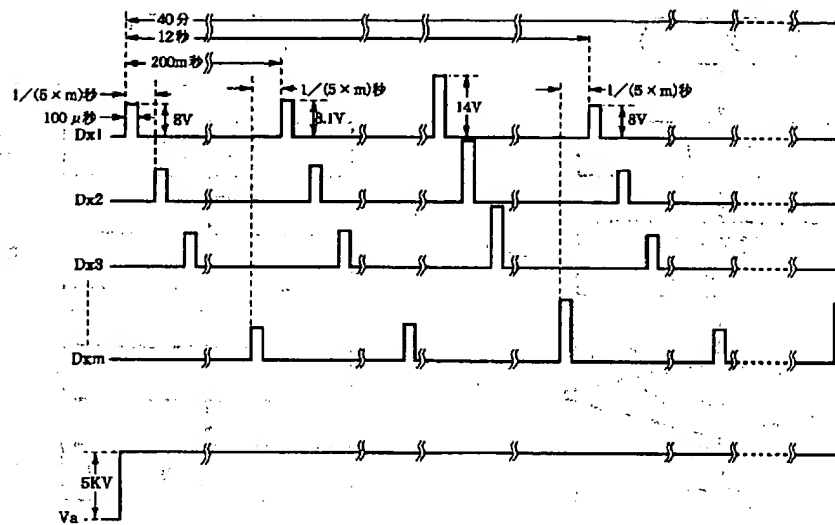 40分
12秒
200m秒
1/(5×m)秒
1/(5×m)秒
1/(5×m)秒
100μ秒
8V
8.1V
14V
8V
Dx1
Dx2
Dx3
Dxm
5KV
Va